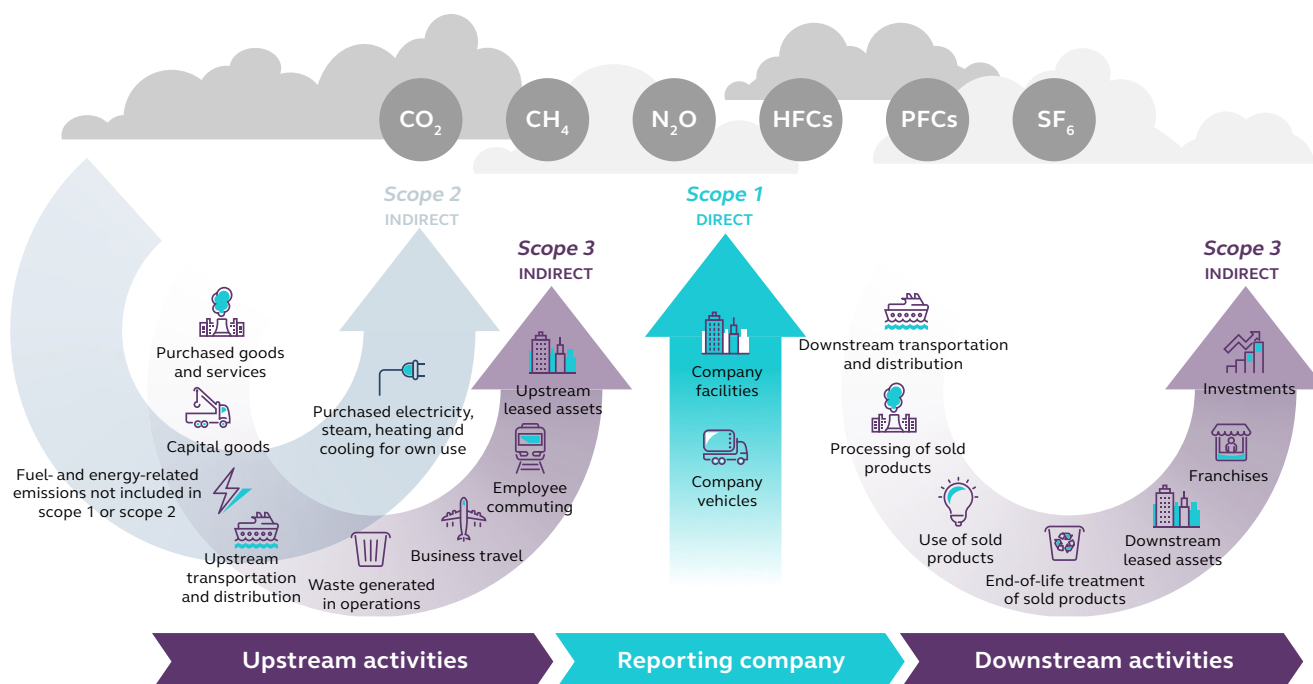 CO₂
CH₄
N₂O
HFCs
PFCs
SF₆
Scope 2
INDIRECT
Scope 1
DIRECT
Scope 3
INDIRECT
Scope 3
INDIRECT
Purchased goods
and services
Capital goods
Fuel- and energy-related
emissions not included in
scope 1 or scope 2
Upstream
transportation
and distribution
Waste generated
in operations
Business travel
Employee
commuting
Upstream
leased assets
Purchased electricity,
steam, heating and
cooling for own use
Company
facilities
Company
vehicles
Downstream transportation
and distribution
Processing of sold
products
Use of sold
products
End-of-life treatment
of sold products
Downstream
leased assets
Franchises
Investments
Upstream activities
Reporting company
Downstream activities